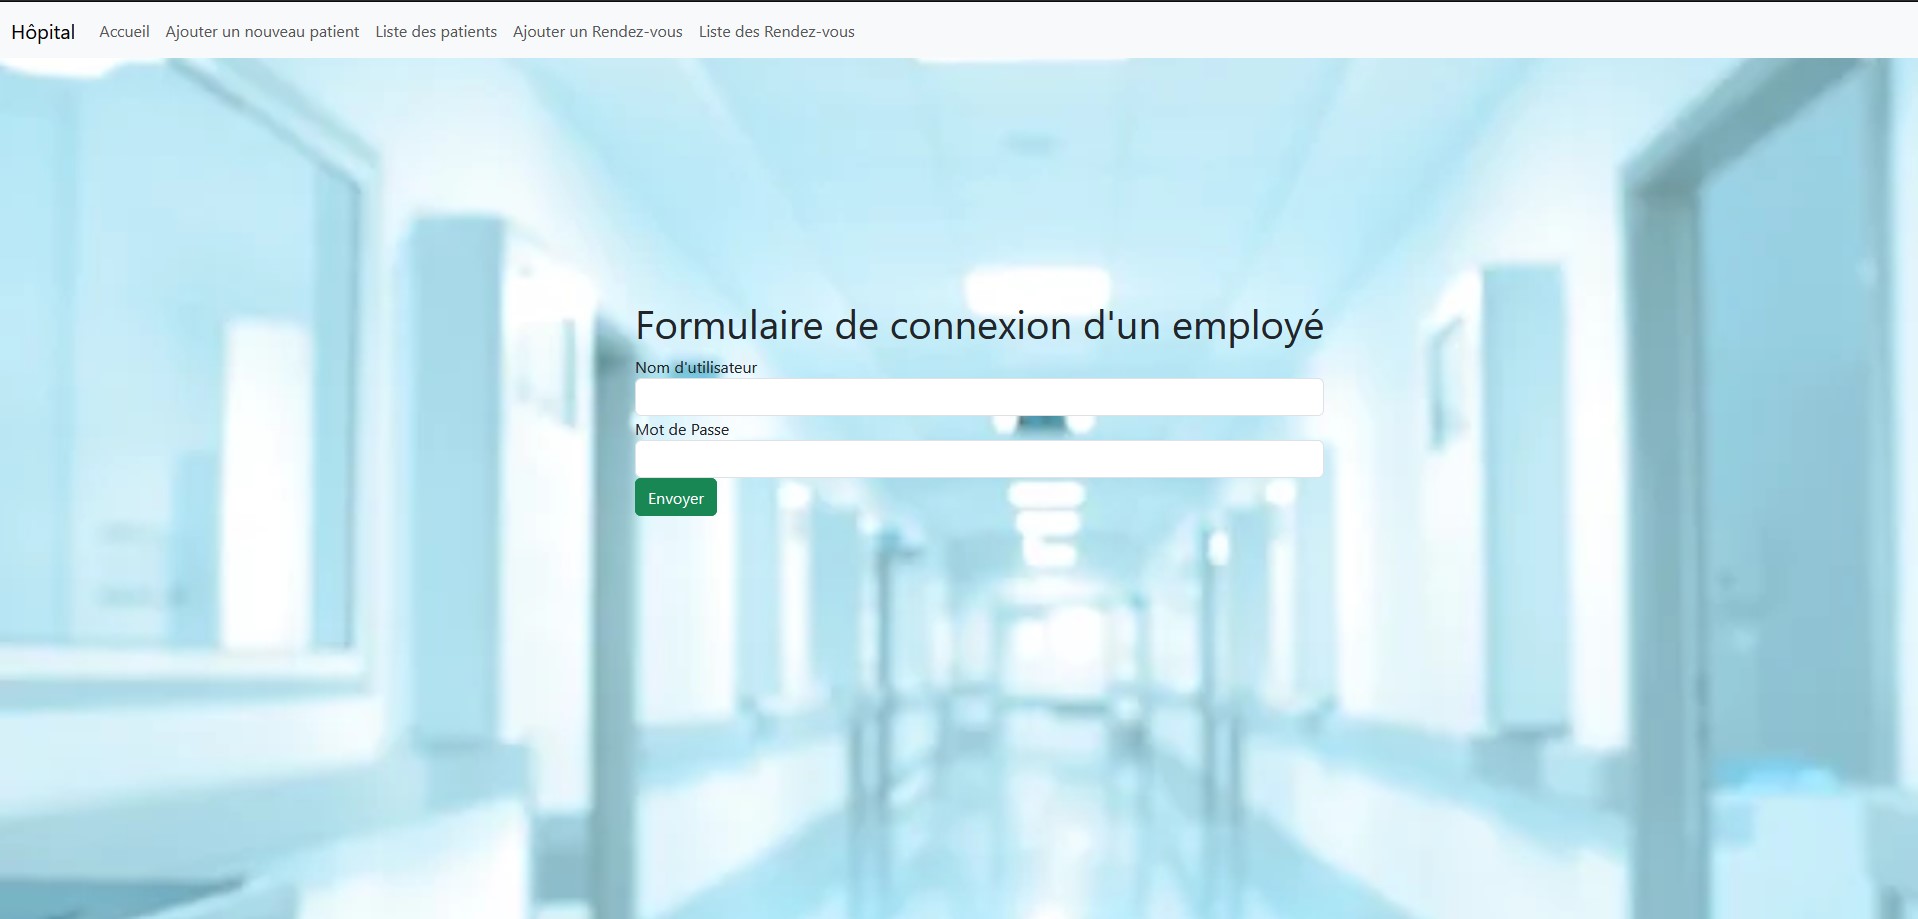 Hôpital Accueil Ajouter un nouveau patient Liste des patients Ajouter un Rendez-vous Liste des Rendez-vous
Formulaire de connexion d'un employé
Nom d'utilisateur
Mot de Passe
Envoyer